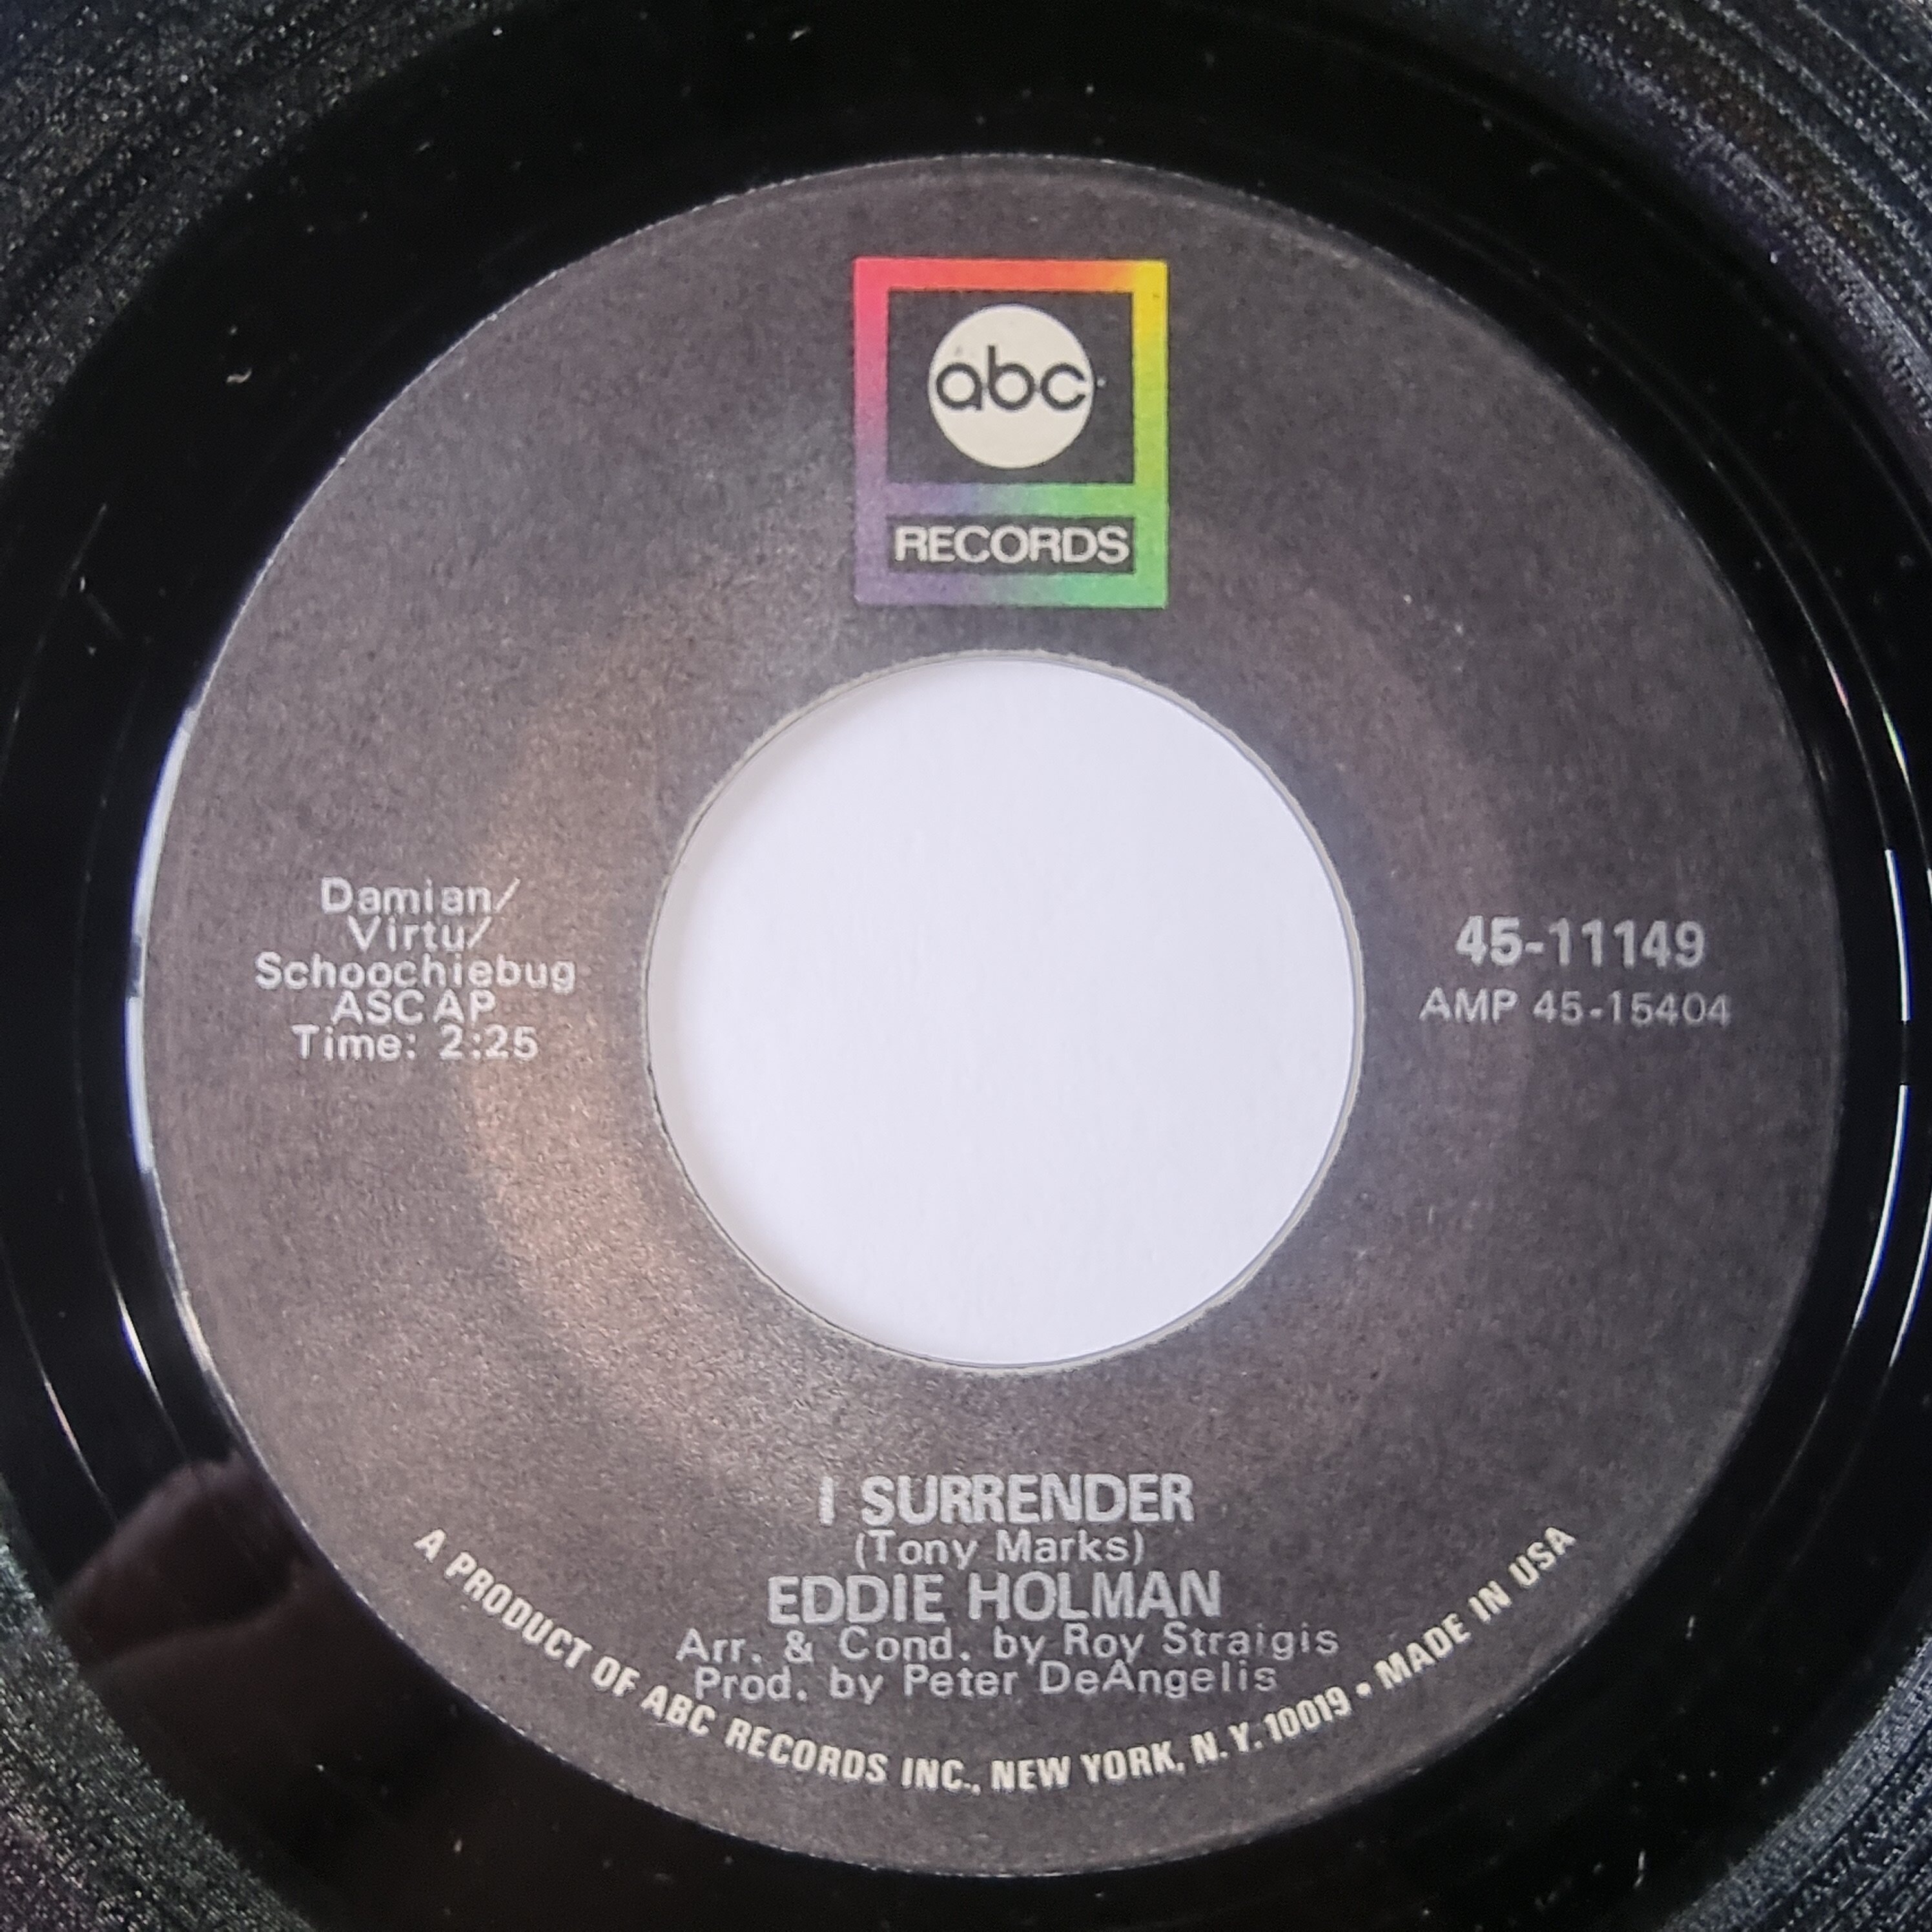 abc
RECORDS
Damian/
Virtu/
Schoochiebug
ASCAP
Time: 2:25
45-11149
AMP 45-15404
I SURRENDER
(Tony Marks)
EDDIE HOLMAN
Arr. & Cond. by Roy Straigis
Prod. by Peter DeAngelis
A PRODUCT OF ABC RECORDS INC., NEW YORK, N.Y. 10019 • MADE IN USA